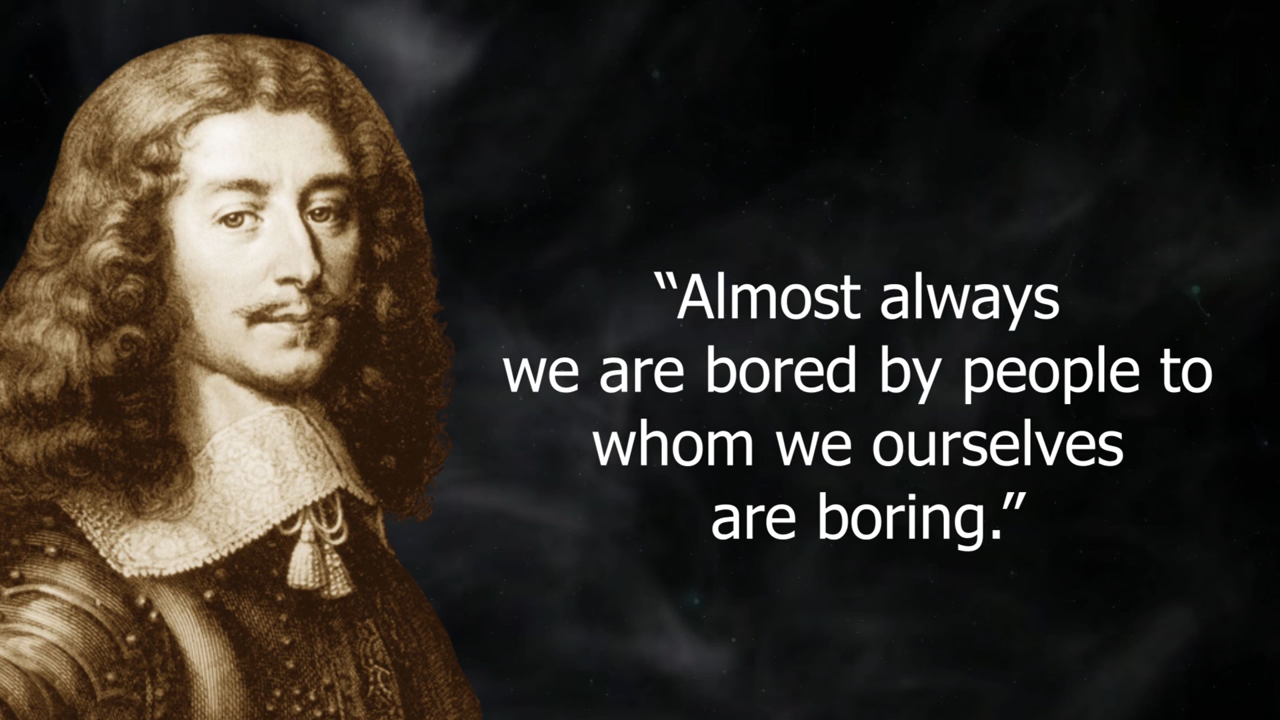 “Almost always
we are bored by people to
whom we ourselves
are boring.”